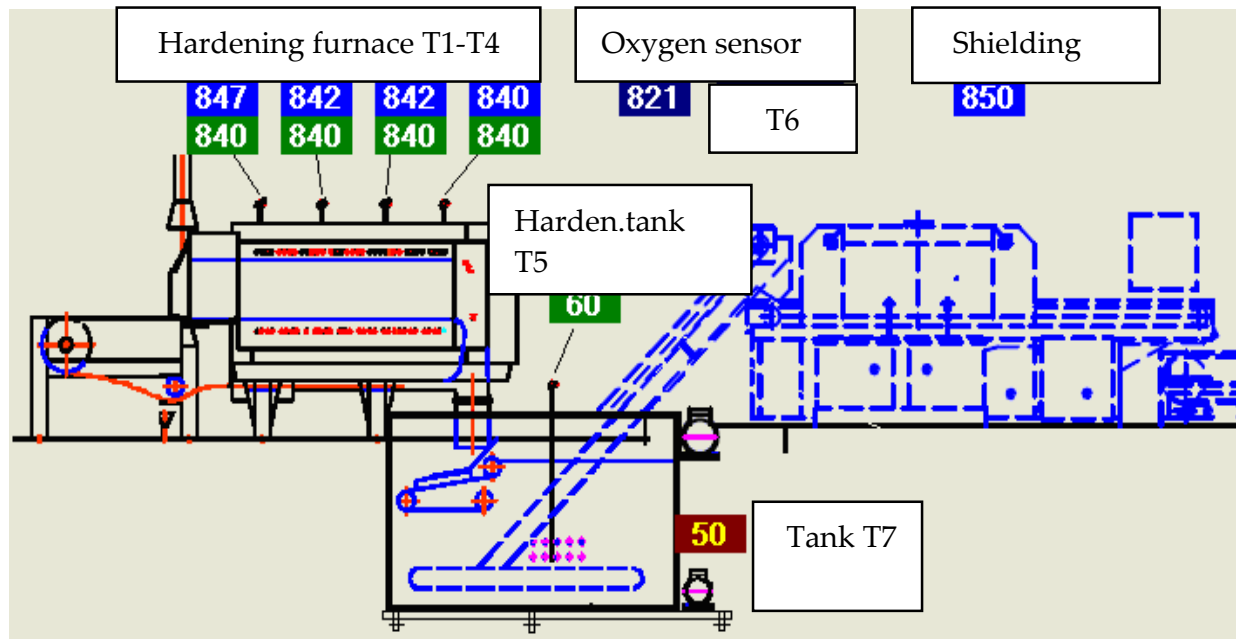 Hardening furnace T1-T4
Oxygen sensor
Shielding
847 842 842 840 821 850
840 840 840 840
T6
Harden.tank
T5
60
50
Tank T7